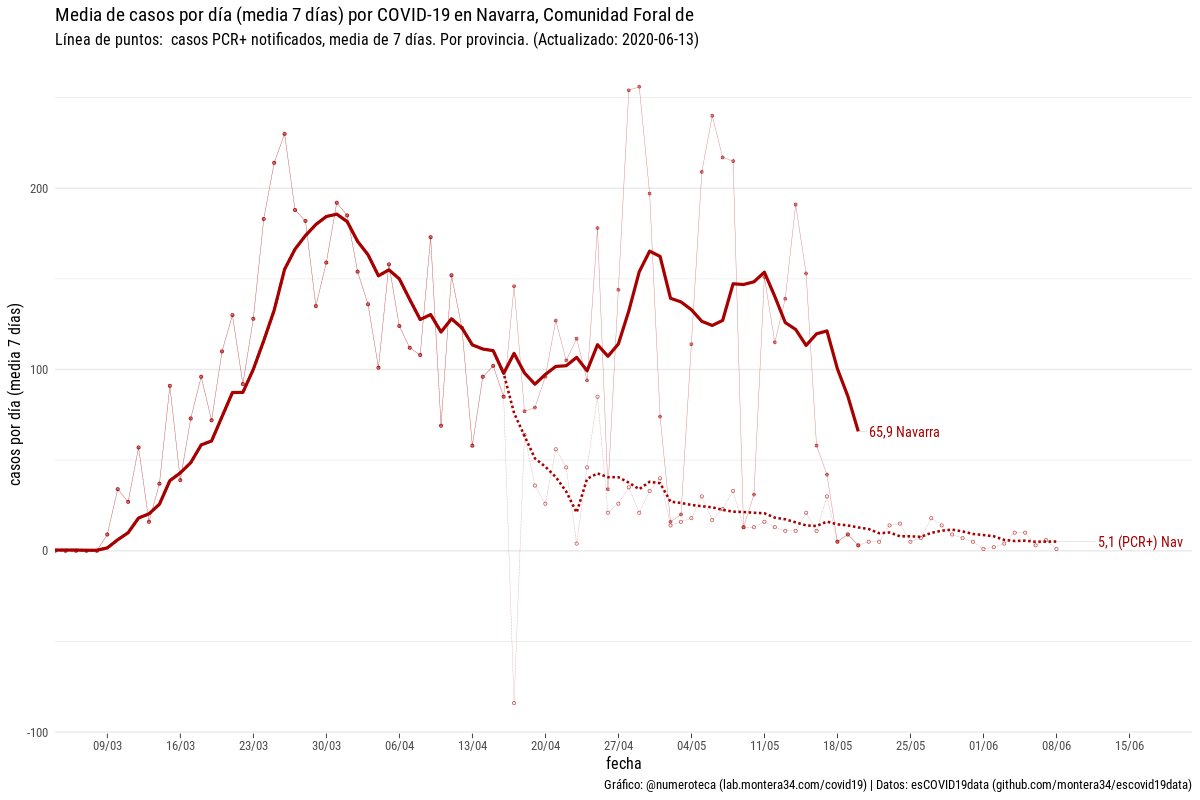 Media de casos por día (media 7 días) por COVID-19 en Navarra, Comunidad Foral de
Línea de puntos:  casos PCR+ notificados, media de 7 días. Por provincia. (Actualizado: 2020-06-13)
casos por día (media 7 días)
200
100
0
-100
65,9 Navarra
5,1 (PCR+) Nav
09/03 16/03 23/03 30/03 06/04 13/04 20/04 27/04 04/05 11/05 18/05 25/05 01/06 08/06 15/06
fecha
Gráfico: @numeroteca (lab.montera34.com/covid19) | Datos: esCOVID19data (github.com/montera34/escovid19data)